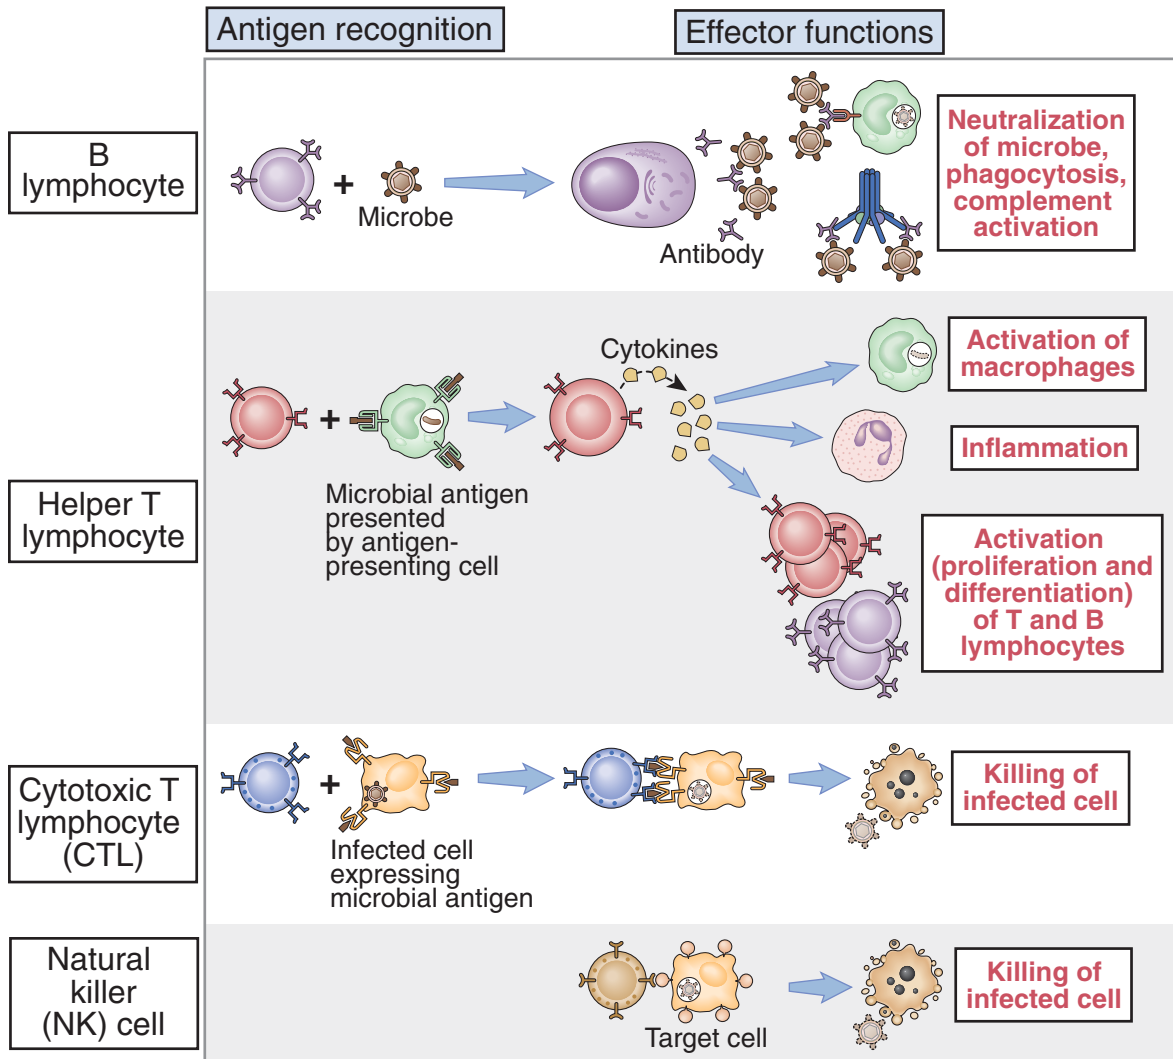 Antigen recognition
Effector functions
B
lymphocyte
Microbe
Antibody
Neutralization
of microbe,
phagocytosis,
complement
activation
Helper T
lymphocyte
Microbial antigen
presented
by antigen-
presenting cell
Cytokines
Activation of
macrophages
Inflammation
Activation
(proliferation and
differentiation)
of T and B
lymphocytes
Cytotoxic T
lymphocyte
(CTL)
Infected cell
expressing
microbial antigen
Killing of
infected cell
Natural
killer
(NK) cell
Target cell
Killing of
infected cell